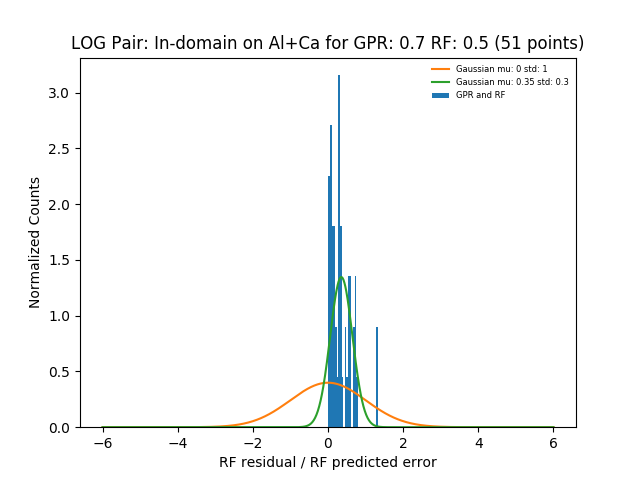 LOG Pair: In-domain on Al+Ca for GPR: 0.7 RF: 0.5 (51 points)
Gaussian mu: 0 std: 1
Gaussian mu: 0.35 std: 0.3
GPR and RF
Normalized Counts
3.0
2.5
2.0
1.5
1.0
0.5
0.0
−6
−4
−2
0
2
4
6
RF residual / RF predicted error